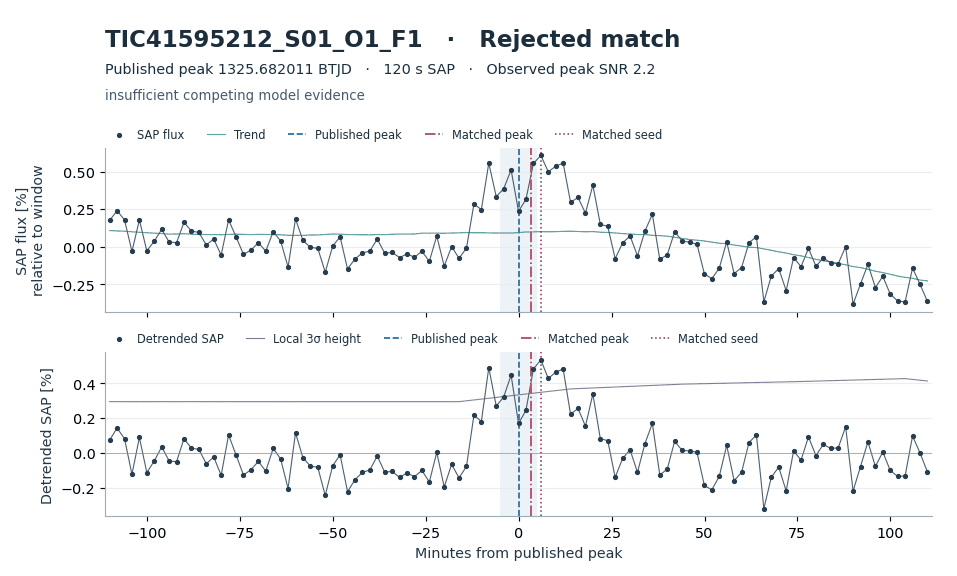 TIC41595212_S01_O1_F1 · Rejected match
Published peak 1325.682011 BTJD · 120 s SAP · Observed peak SNR 2.2
insufficient competing model evidence
SAP flux Trend Published peak Matched peak Matched seed
SAP flux [%]
relative to window
0.50
0.25
0.00
−0.25
Detrended SAP Local 3σ height Published peak Matched peak Matched seed
Detrended SAP [%]
0.4
0.2
0.0
−0.2
−100 −75 −50 −25 0 25 50 75 100
Minutes from published peak